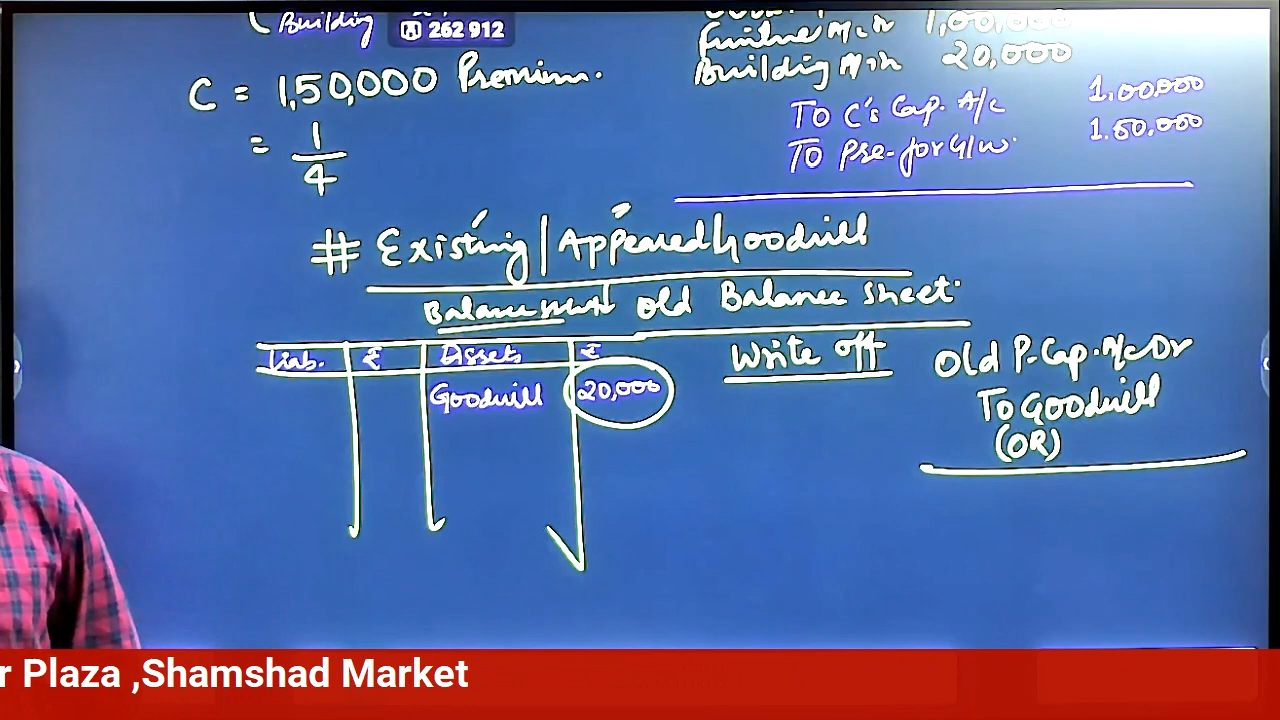 Building
262 912
Furniture A/c Dr 1,00,000
Building A/c Dr 20,000
C = 1,50,000 Premium.
= 1/4
To C's Cap. A/c 1,00,000
To Pre. for G/w. 1,50,000
# Existing/Appeared Goodwill
Old Balance Sheet
Liab. ₹ Assets ₹
Goodwill 20,000
Write off
Old P. Cap. A/c Dr
To Goodwill
(OR)
r Plaza ,Shamshad Market